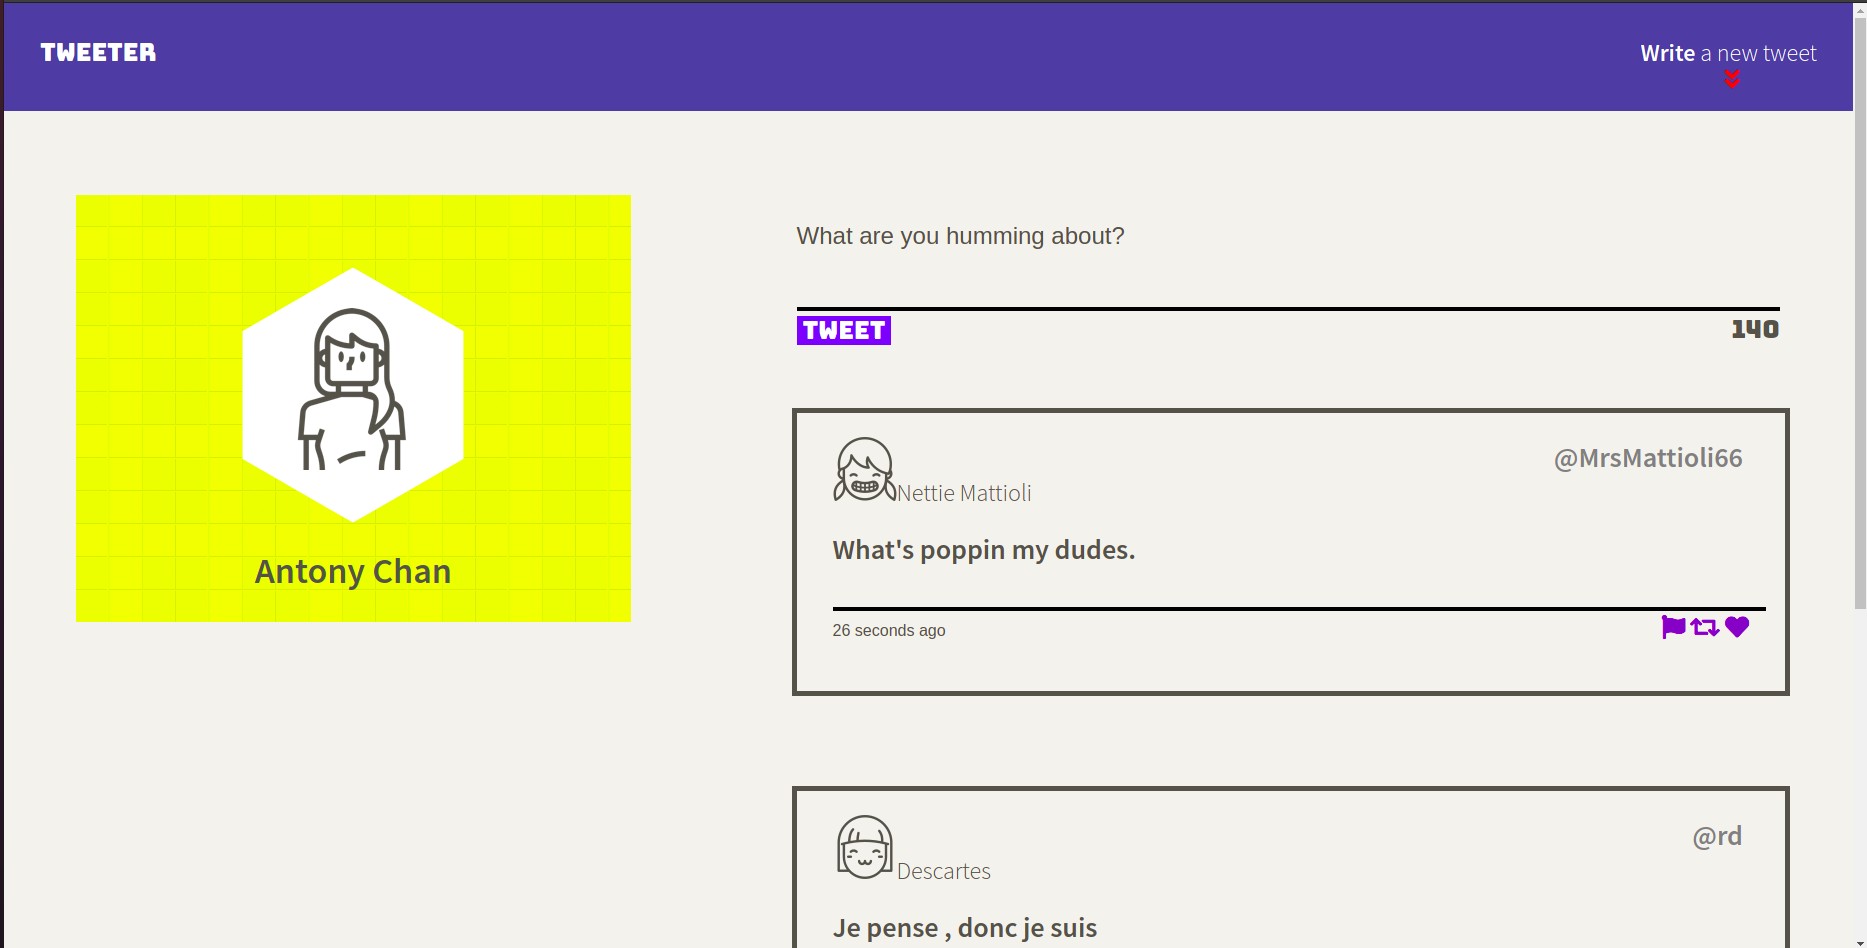 TWEETER
Write a new tweet
Antony Chan
What are you humming about?
TWEET
140
@MrsMattioli66
Nettie Mattioli
What's poppin my dudes.
26 seconds ago
@rd
Descartes
Je pense , donc je suis